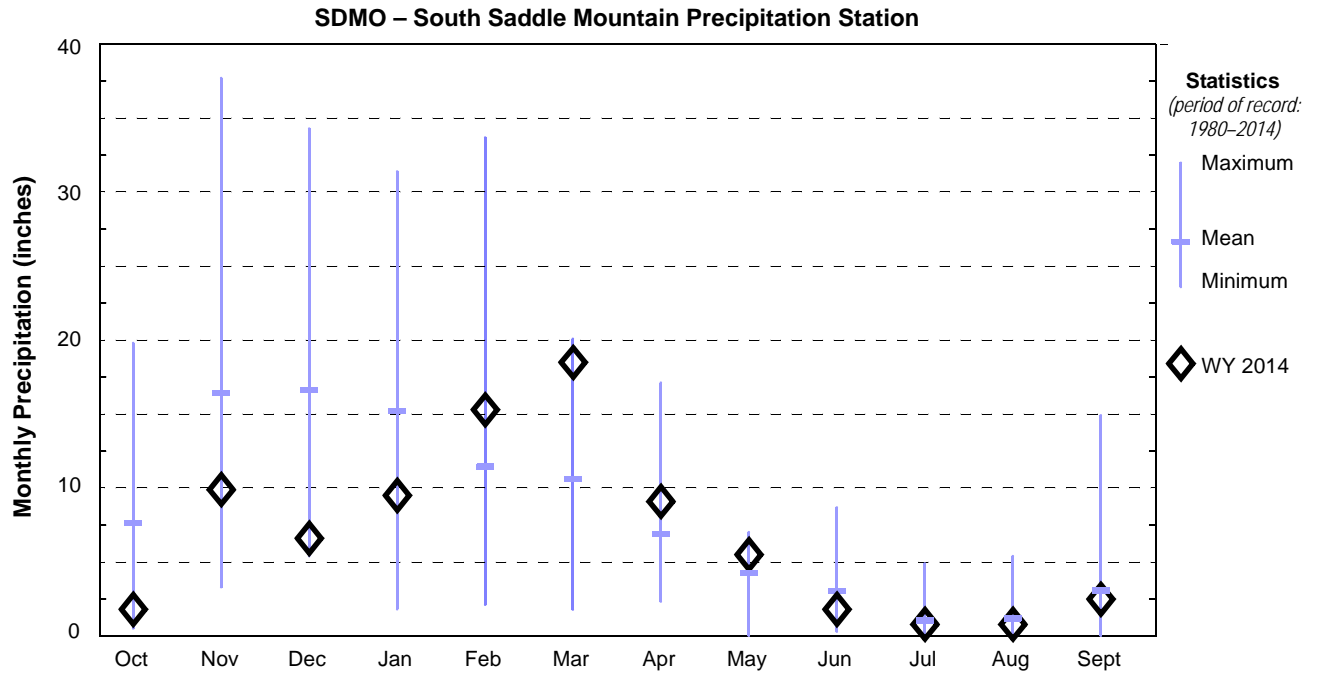 SDMO – South Saddle Mountain Precipitation Station
Monthly Precipitation (inches)
40
30
20
10
0
Oct Nov Dec Jan Feb Mar Apr May Jun Jul Aug Sept
Statistics
(period of record:
1980–2014)
Maximum
Mean
Minimum
WY 2014